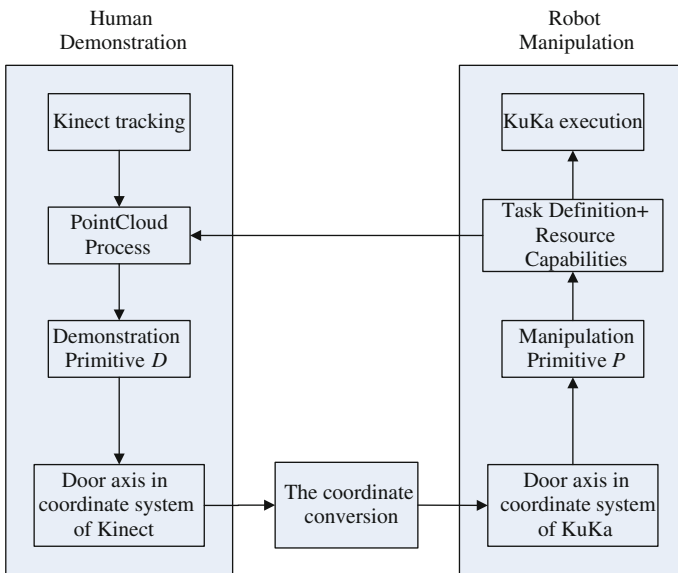 Human
Demonstration
Kinect tracking
PointCloud
Process
Demonstration
Primitive D
Door axis in
coordinate system
of Kinect
The coordinate
conversion
Robot
Manipulation
KuKa execution
Task Definition+
Resource
Capabilities
Manipulation
Primitive P
Door axis in
coordinate system
of KuKa